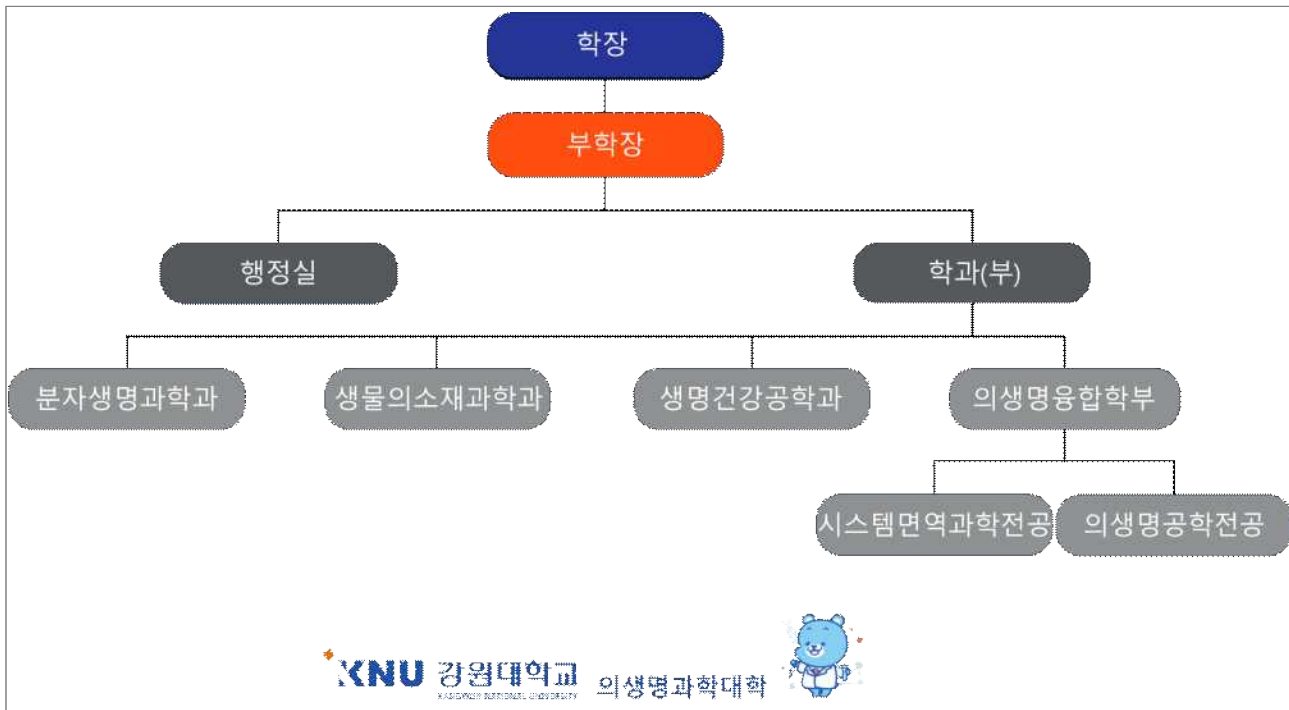 학장
부학장
행정실 학과(부)
분자생명과학과 생물의소재과학과 생명건강공학과 의생명융합학부
시스템면역과학전공 의생명공학전공
KNU 강원대학교 의생명과학대학
KANGWON NATIONAL UNIVERSITY